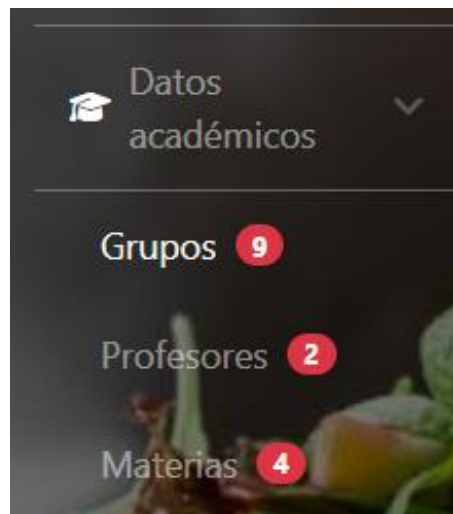 Datos
académicos
Grupos 9
Profesores 2
Materias 4